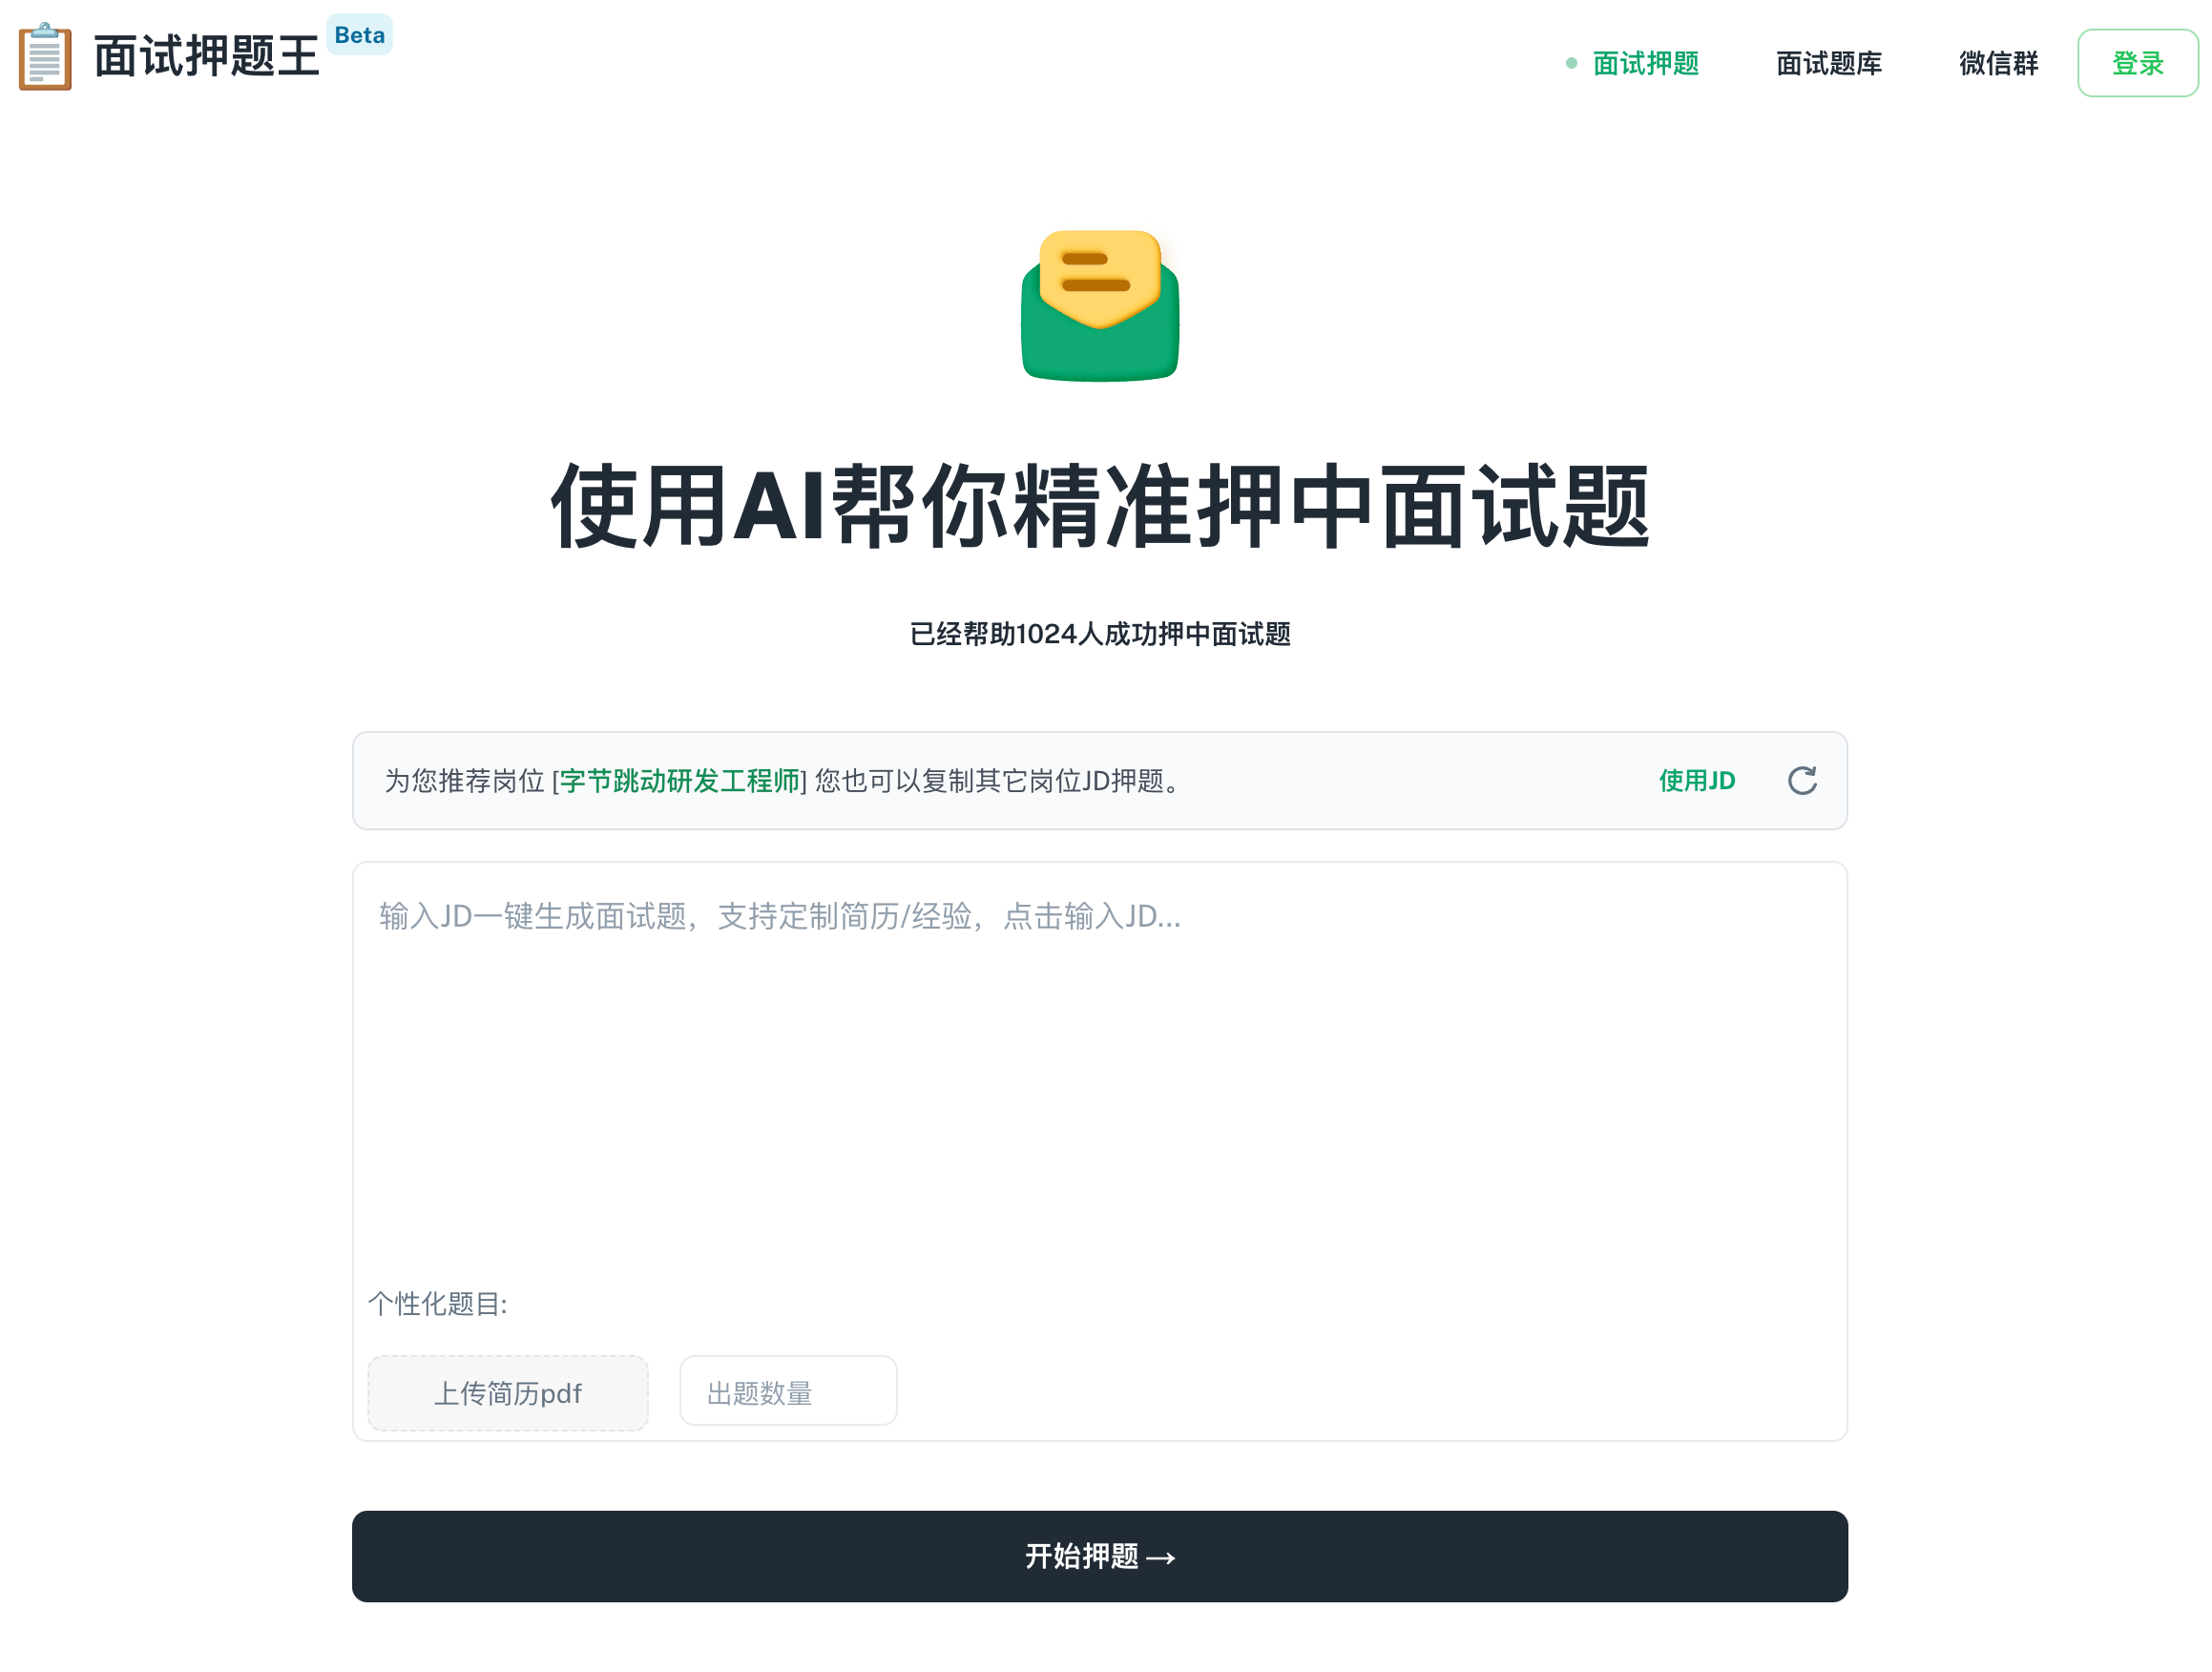 面试押题王 Beta
面试押题 面试题库 微信群 登录
使用AI帮你精准押中面试题
已经帮助1024人成功押中面试题
为您推荐岗位 [字节跳动研发工程师] 您也可以复制其它岗位JD押题。 使用JD
输入JD一键生成面试题，支持定制简历/经验，点击输入JD...
个性化题目:
上传简历pdf 出题数量
开始押题 →